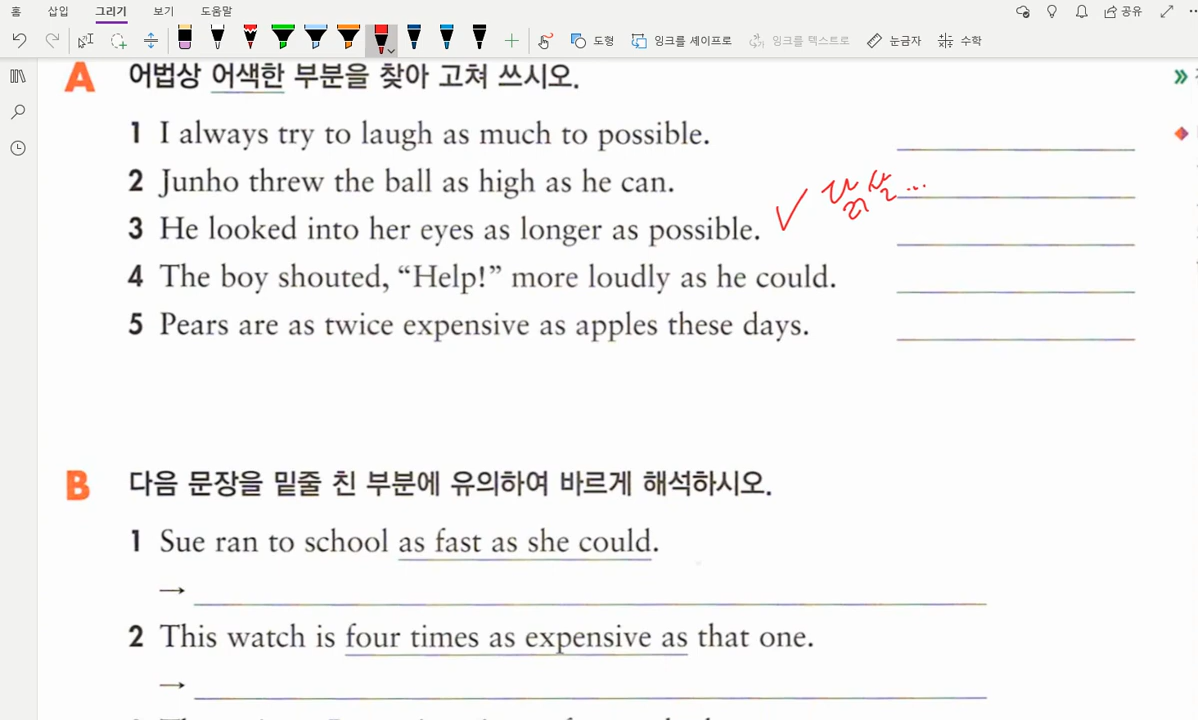 홈 삽입 그리기 보기 도움말 공유
도형 잉크를 셰이프로 잉크를 텍스트로 눈금자 수학
A 어법상 어색한 부분을 찾아 고쳐 쓰시오.
1 I always try to laugh as much to possible.
2 Junho threw the ball as high as he can.
3 He looked into her eyes as longer as possible.
4 The boy shouted, “Help!” more loudly as he could.
5 Pears are as twice expensive as apples these days.
B 다음 문장을 밑줄 친 부분에 유의하여 바르게 해석하시오.
1 Sue ran to school as fast as she could.
→
2 This watch is four times as expensive as that one.
→